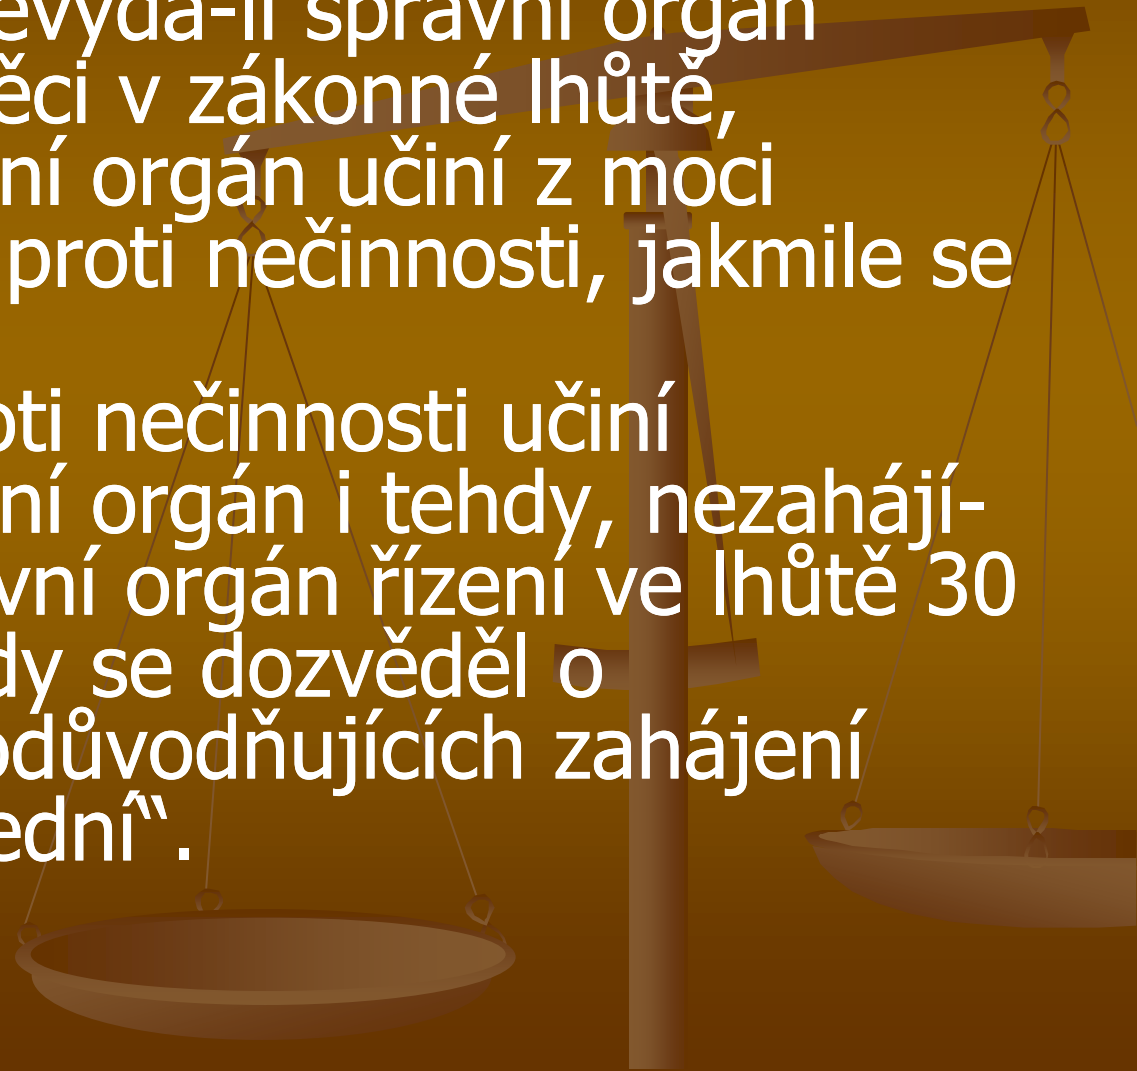 evydá-li správní orgán
ěci v zákonné lhůtě,
ní orgán učiní z moci
proti nečinnosti, jakmile se
oti nečinnosti učiní
ní orgán i tehdy, nezahájí-
vní orgán řízení ve lhůtě 30
dy se dozvěděl o
odůvodňujících zahájení
ední“.